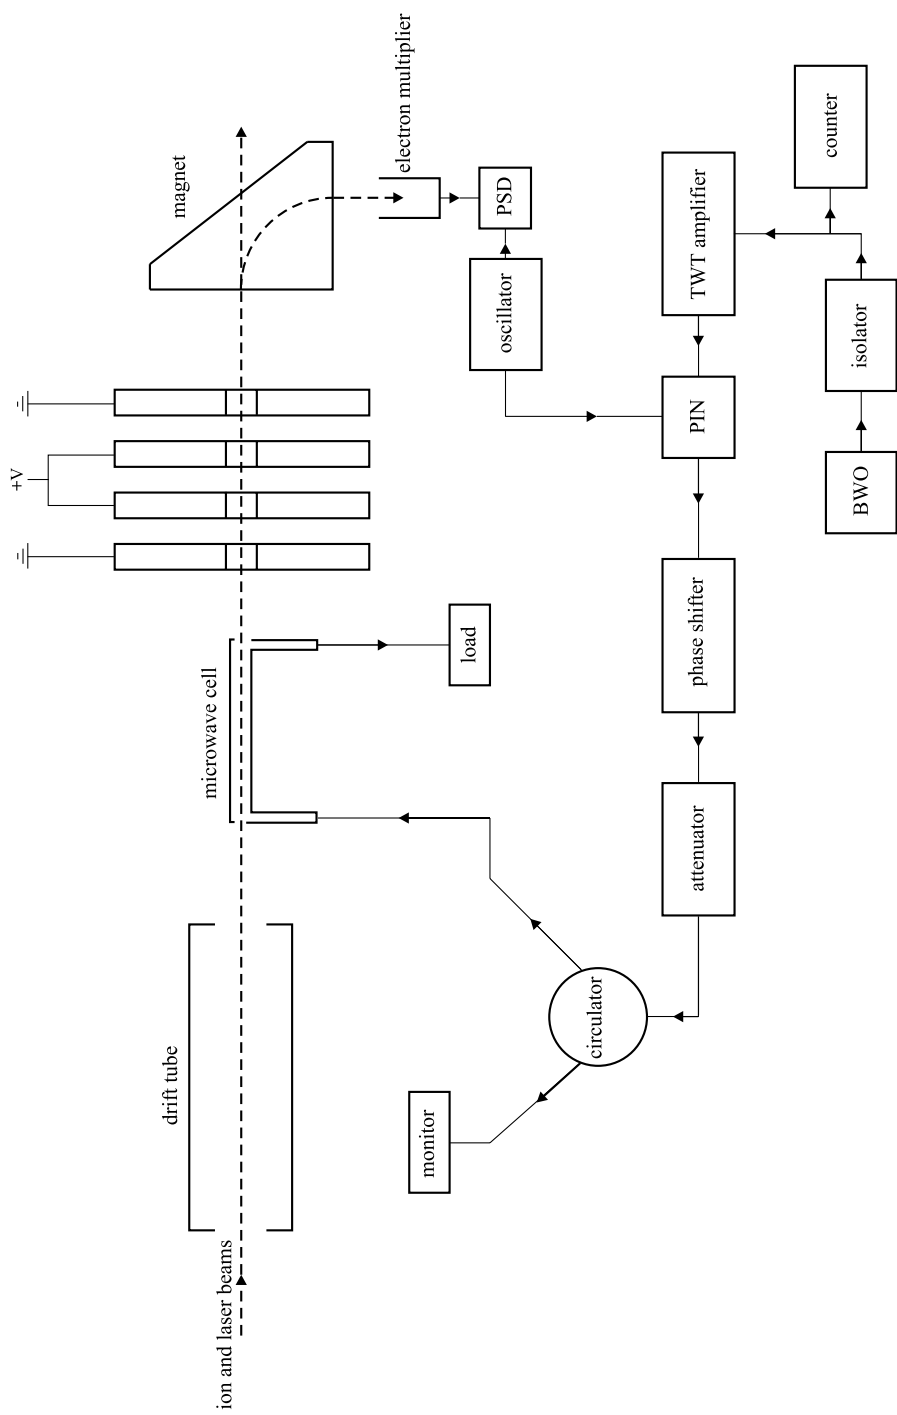 ion and laser beams
drift tube
microwave cell
+V
magnet
electron multiplier
PSD
oscillator
load
monitor
circulator
attenuator
phase shifter
PIN
TWT amplifier
counter
isolator
BWO